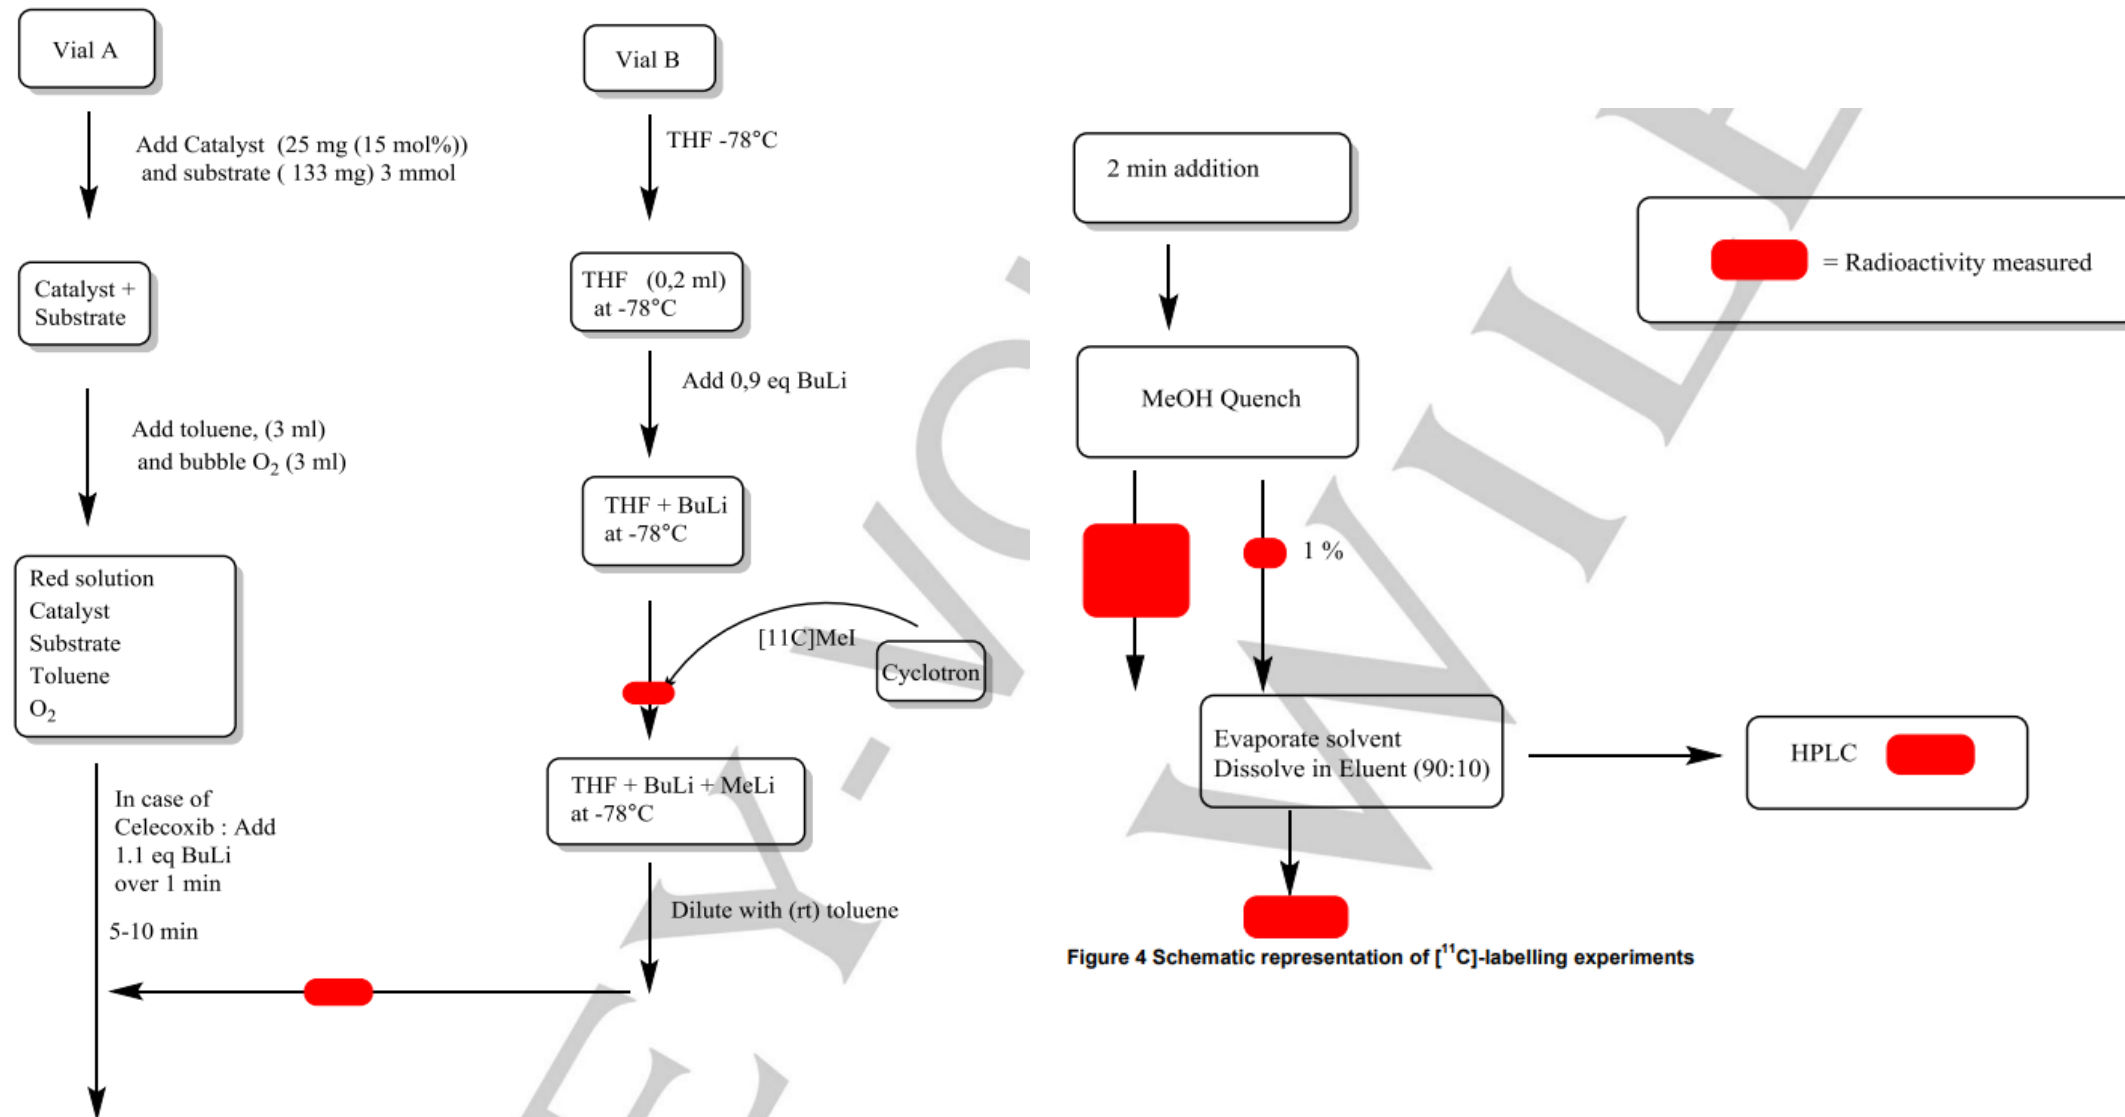 Vial A
Add Catalyst (25 mg (15 mol%))
and substrate ( 133 mg) 3 mmol
Catalyst +
Substrate
Add toluene, (3 ml)
and bubble O₂ (3 ml)
Red solution
Catalyst
Substrate
Toluene
O₂
In case of
Celecoxib : Add
1.1 eq BuLi
over 1 min
5-10 min
Vial B
THF -78°C
THF (0,2 ml)
at -78°C
Add 0,9 eq BuLi
THF + BuLi
at -78°C
[11C]MeI
Cyclotron
THF + BuLi + MeLi
at -78°C
Dilute with (rt) toluene
2 min addition
MeOH Quench
1 %
Evaporate solvent
Dissolve in Eluent (90:10)
HPLC
= Radioactivity measured
Figure 4 Schematic representation of [¹¹C]-labelling experiments